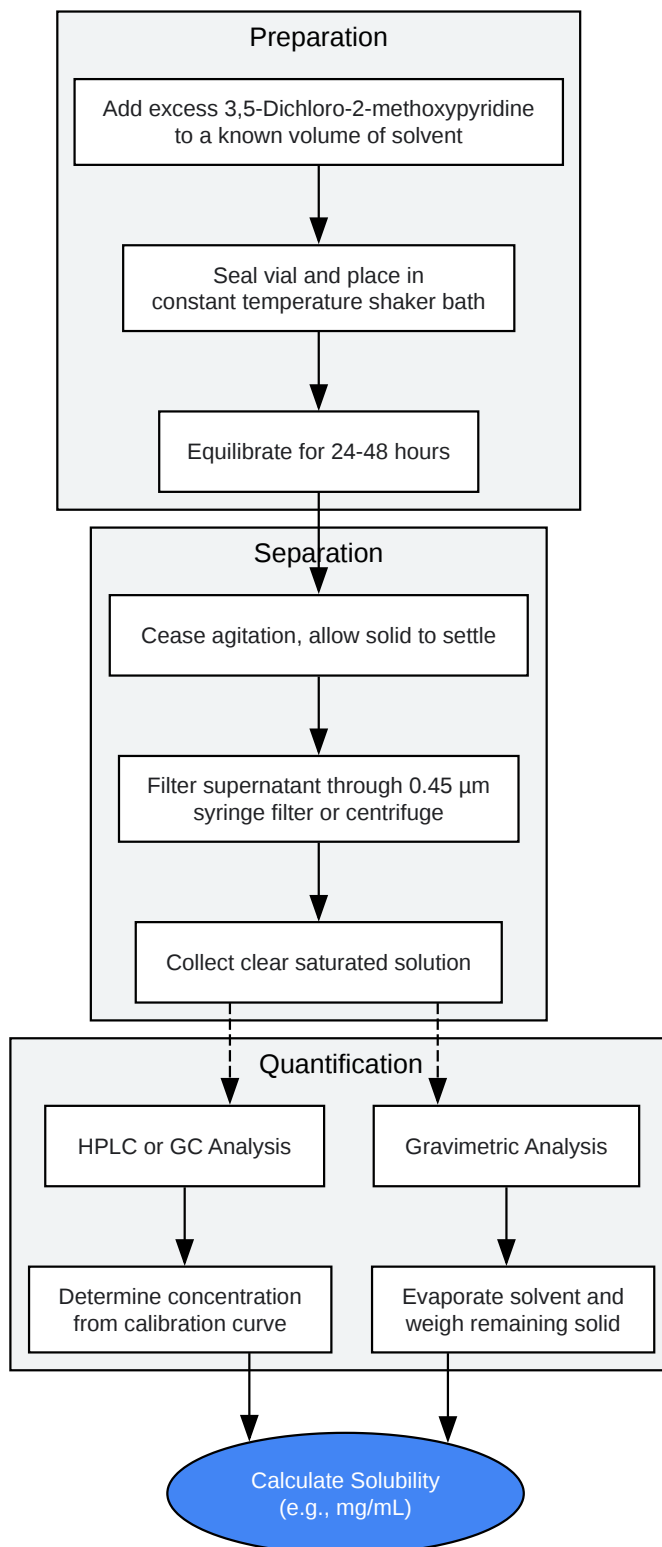 Preparation
Add excess 3,5-Dichloro-2-methoxypyridine
to a known volume of solvent
Seal vial and place in
constant temperature shaker bath
Equilibrate for 24-48 hours
Separation
Cease agitation, allow solid to settle
Filter supernatant through 0.45 µm
syringe filter or centrifuge
Collect clear saturated solution
Quantification
HPLC or GC Analysis
Gravimetric Analysis
Determine concentration
from calibration curve
Evaporate solvent and
weigh remaining solid
Calculate Solubility
(e.g., mg/mL)